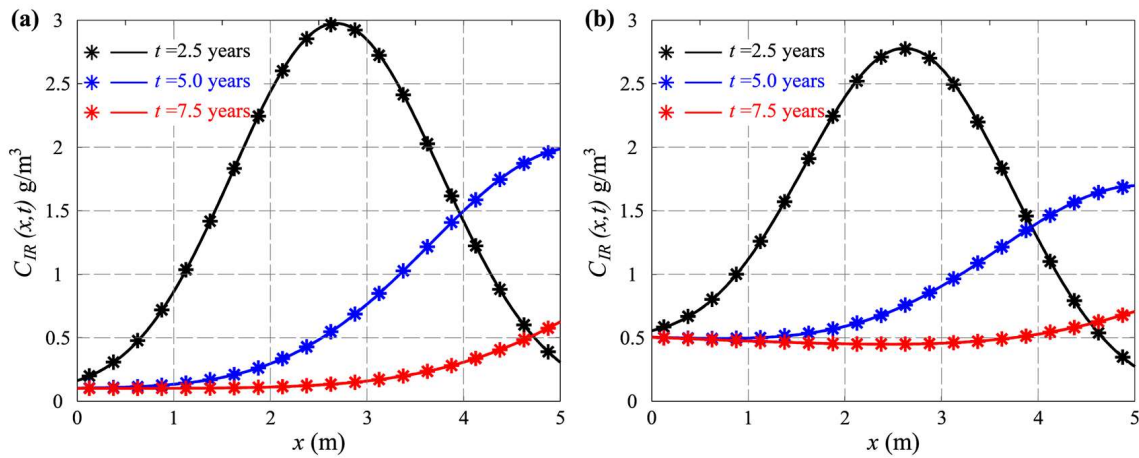 (a)
3
2.5
2
1.5
1
0.5
0
C_IR (x,t) g/m³
t =2.5 years
t =5.0 years
t =7.5 years
0 1 2 3 4 5
x (m)
(b)
3
2.5
2
1.5
1
0.5
0
C_IR (x,t) g/m³
t =2.5 years
t =5.0 years
t =7.5 years
0 1 2 3 4 5
x (m)